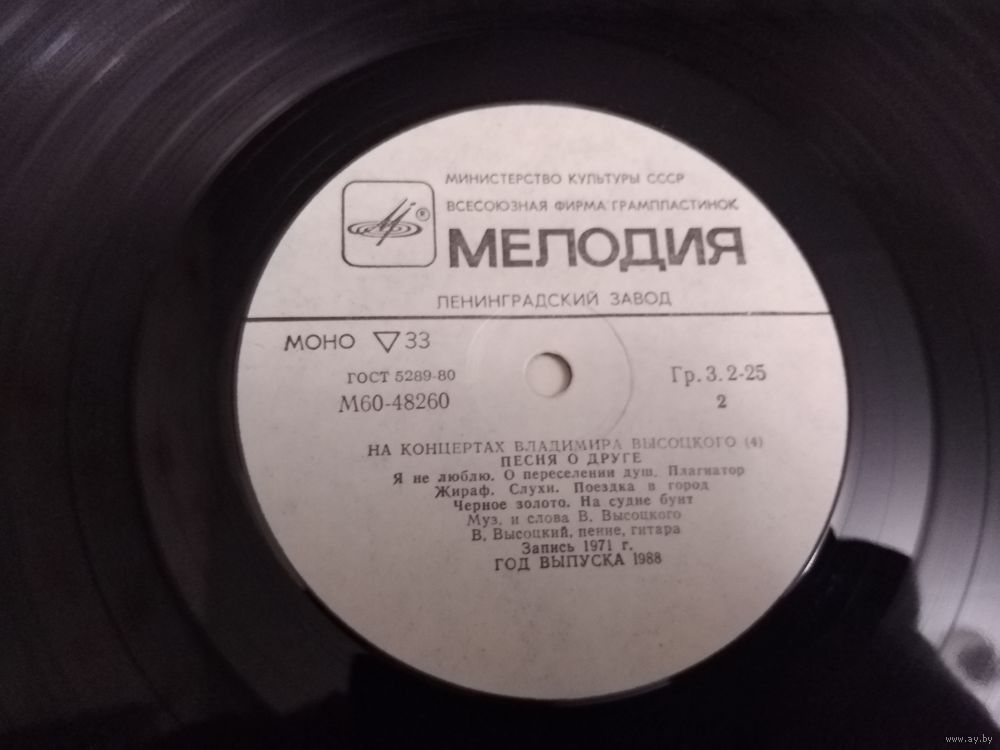 МИНИСТЕРСТВО КУЛЬТУРЫ СССР
ВСЕСОЮЗНАЯ ФИРМА ГРАМПЛАСТИНОК
®
МЕЛОДИЯ
ЛЕНИНГРАДСКИЙ ЗАВОД
МОНО ▽ 33
ГОСТ 5289-80
Гр. 3. 2-25
М60-48260
2
НА КОНЦЕРТАХ ВЛАДИМИРА ВЫСОЦКОГО (4)
ПЕСНЯ О ДРУГЕ
Я не люблю. О переселении душ. Плагиатор
Жираф. Слухи. Поездка в город
Черное золото. На судне бунт
Муз. и слова В. Высоцкого
В. Высоцкий, пение, гитара
Запись 1971 г.
ГОД ВЫПУСКА 1988
www.ay.by